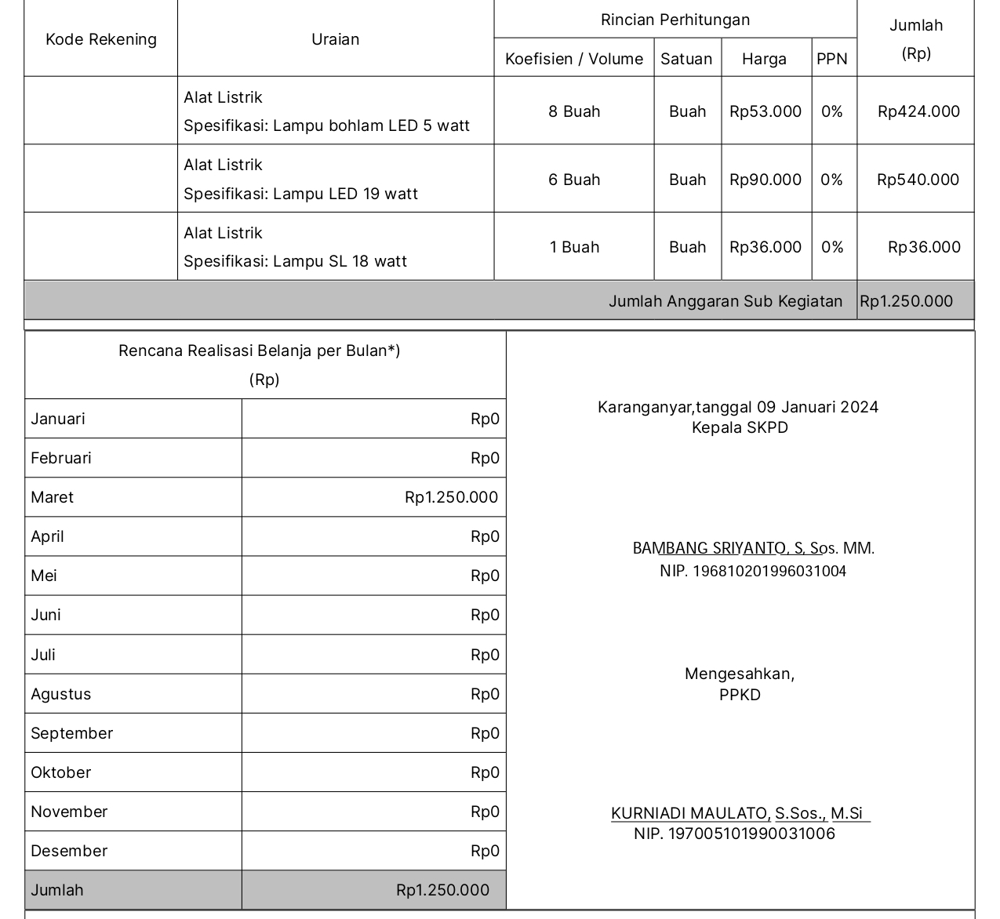 Kode Rekening Uraian Rincian Perhitungan Jumlah (Rp)
Koefisien / Volume Satuan Harga PPN
Alat Listrik
Spesifikasi: Lampu bohlam LED 5 watt 8 Buah Buah Rp53.000 0% Rp424.000
Alat Listrik
Spesifikasi: Lampu LED 19 watt 6 Buah Buah Rp90.000 0% Rp540.000
Alat Listrik
Spesifikasi: Lampu SL 18 watt 1 Buah Buah Rp36.000 0% Rp36.000
Jumlah Anggaran Sub Kegiatan Rp1.250.000
Rencana Realisasi Belanja per Bulan*)
(Rp)
Januari Rp0
Februari Rp0
Maret Rp1.250.000
April Rp0
Mei Rp0
Juni Rp0
Juli Rp0
Agustus Rp0
September Rp0
Oktober Rp0
November Rp0
Desember Rp0
Jumlah Rp1.250.000
Karanganyar,tanggal 09 Januari 2024
Kepala SKPD
BAMBANG SRIYANTO, S, Sos. MM.
NIP. 196810201996031004
Mengesahkan,
PPKD
KURNIADI MAULATO, S.Sos., M.Si
NIP. 197005101990031006